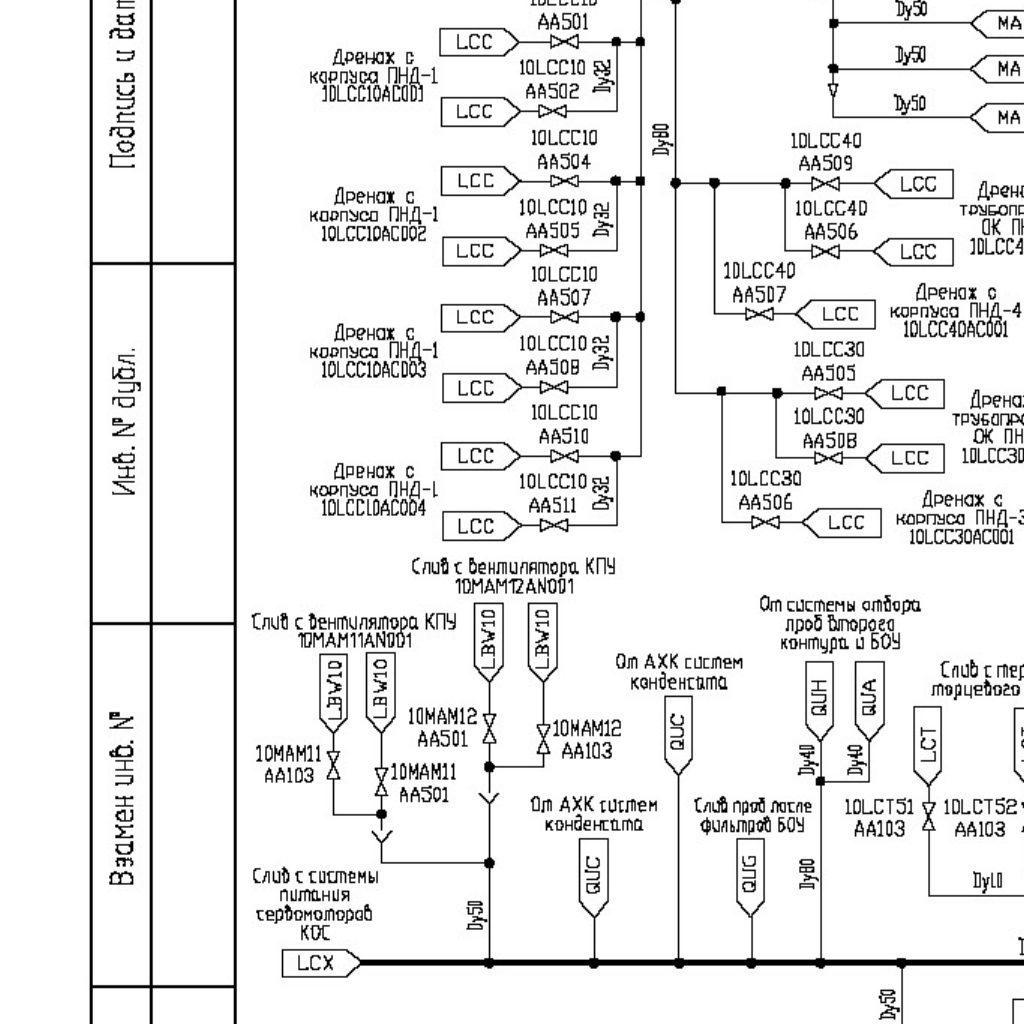 AA501
LCC
Дренаж с
корпуса ПНД-1
10LCC10AC001
10LCC10
AA502
Dy32
LCC
10LCC10
AA504
LCC
Дренаж с
корпуса ПНД-1
10LCC10AC002
10LCC10
AA505
Dy32
LCC
10LCC10
AA507
LCC
Дренаж с
корпуса ПНД-1
10LCC10AC003
10LCC10
AA508
Dy32
LCC
10LCC10
AA510
LCC
Дренаж с
корпуса ПНД-1
10LCC10AC004
10LCC10
AA511
Dy32
LCC
Dy80
Dy50
MA
Dy50
MA
Dy50
MA
10LCC40
AA509
LCC
10LCC40
AA506
LCC
10LCC40
AA507
LCC
Дренаж с
корпуса ПНД-4
10LCC40AC001
10LCC30
AA505
LCC
10LCC30
AA508
LCC
10LCC30
AA506
LCC
Дренаж с
корпуса ПНД-3
10LCC30AC001
Дрена
трубопр
ОК ПН
10LCC4
Дрена
трубопр
ОК ПН
10LCC30
Слив с вентилятора КПУ
10MAM12AN001
LBW10
LBW10
10MAM12
AA501
10MAM12
AA103
Слив с вентилятора КПУ
10MAM11AN001
LBW10
LBW10
10MAM11
AA103
10MAM11
AA501
Слив с системы
питания
сервомоторов
КОС
LCX
Dy50
От АХК систем
конденсата
QUC
От АХК систем
конденсата
QUC
Слив проб после
фильтров БОУ
QUG
От системы отбора
проб второго
контура и БОУ
QUH
QUA
Dy40
Dy40
Dy80
Слив с тер
торцевого
LCT
10LCT51
AA103
10LCT52
AA103
Dy10
Dy50
Подпись и дат
Инв. № дубл.
Взамен инв. №